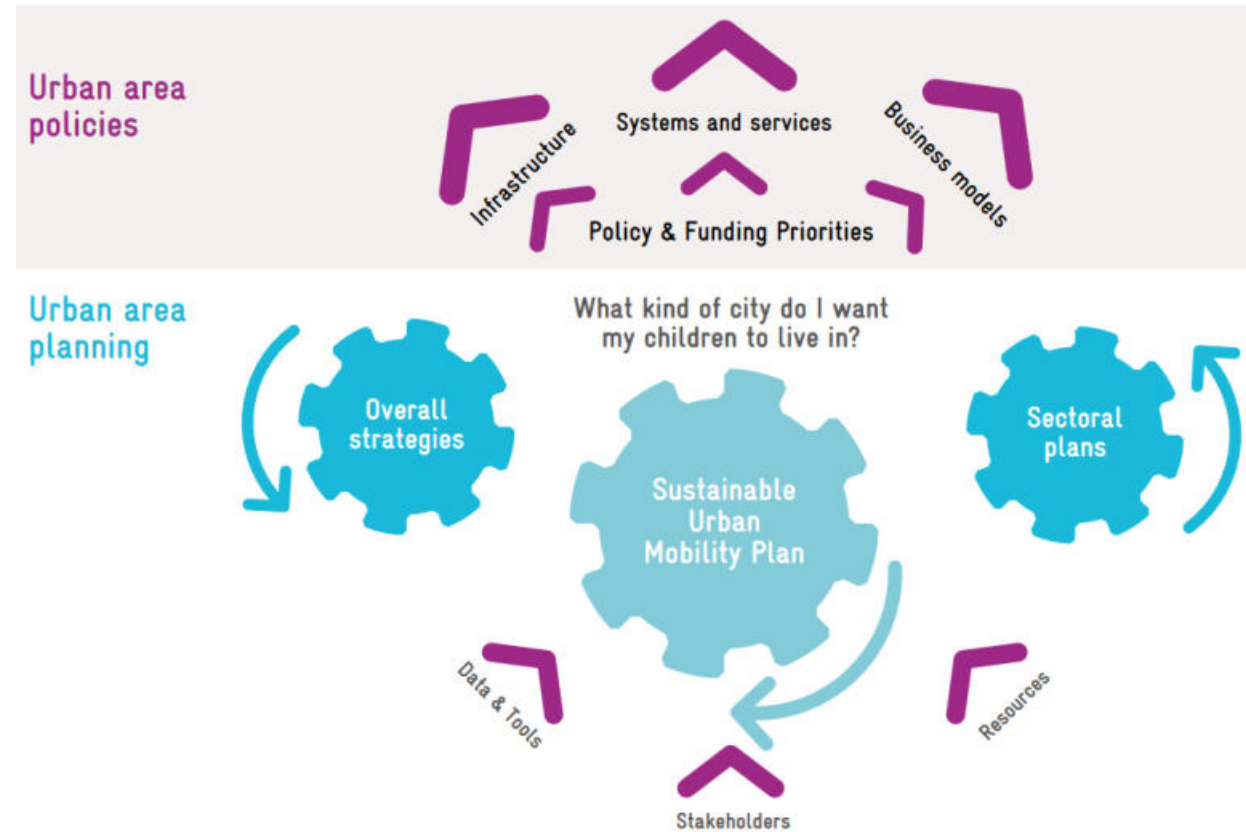 Urban area
policies
Systems and services
Infrastructure
Business models
Policy & Funding Priorities
Urban area
planning
What kind of city do I want
my children to live in?
Overall
strategies
Sectoral
plans
Sustainable
Urban
Mobility Plan
Data & Tools
Resources
Stakeholders